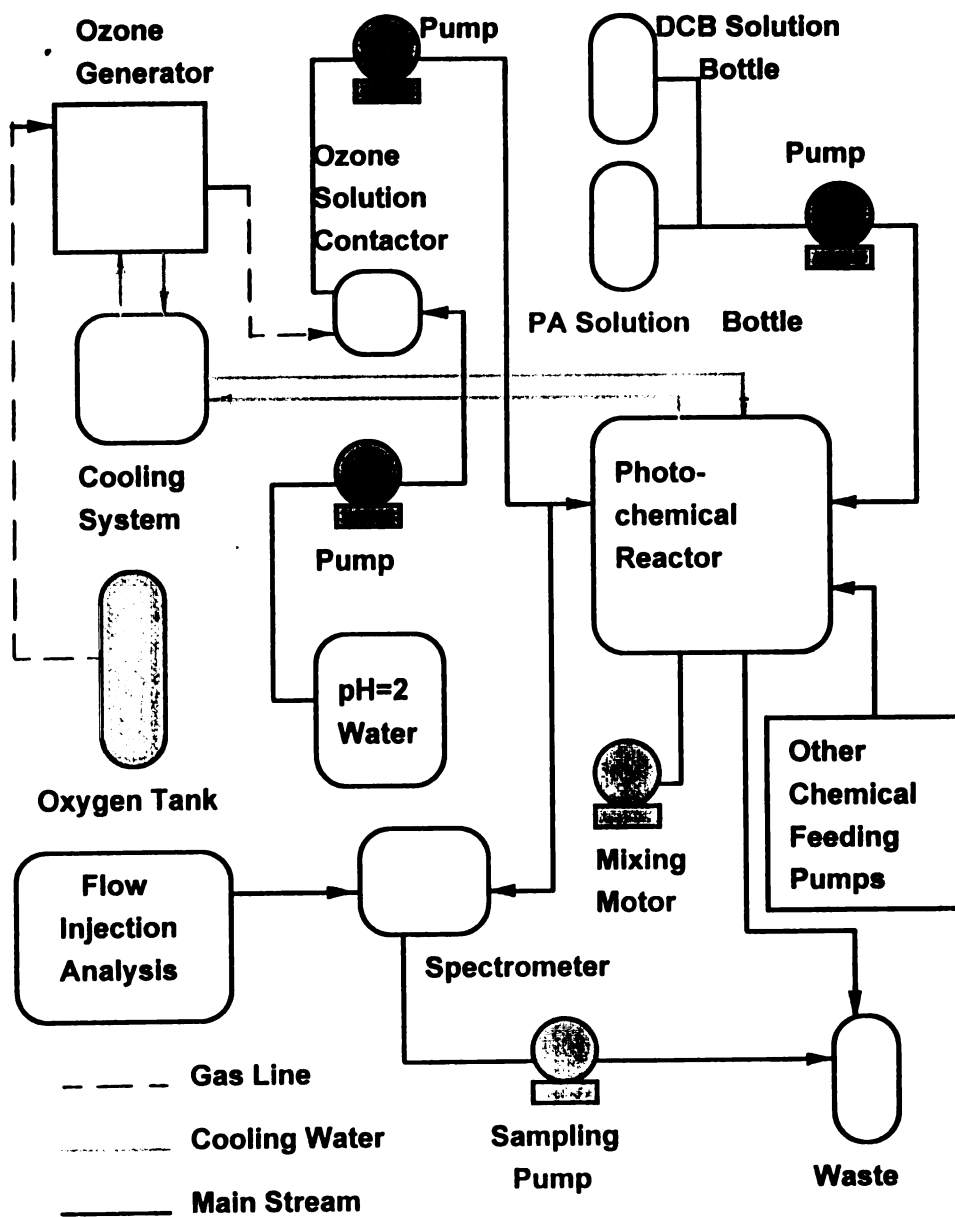 Ozone
Generator
Pump
DCB Solution
Bottle
Ozone
Solution
Contactor
Pump
PA Solution Bottle
Cooling
System
Pump
Photo-
chemical
Reactor
pH=2
Water
Oxygen Tank
Mixing
Motor
Other
Chemical
Feeding
Pumps
Flow
Injection
Analysis
Spectrometer
Gas Line
Cooling Water
Main Stream
Sampling
Pump
Waste